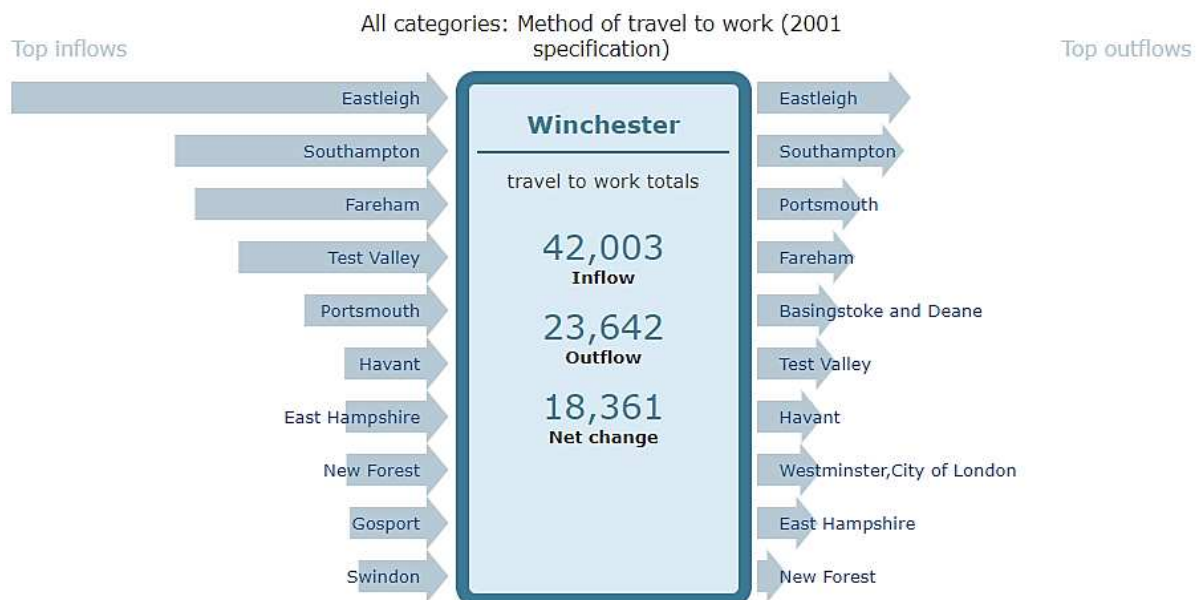 All categories: Method of travel to work (2001
specification)
Top inflows
Top outflows
Eastleigh
Southampton
Fareham
Test Valley
Portsmouth
Havant
East Hampshire
New Forest
Gosport
Swindon
Winchester
travel to work totals
42,003
Inflow
23,642
Outflow
18,361
Net change
Eastleigh
Southampton
Portsmouth
Fareham
Basingstoke and Deane
Test Valley
Havant
Westminster,City of London
East Hampshire
New Forest